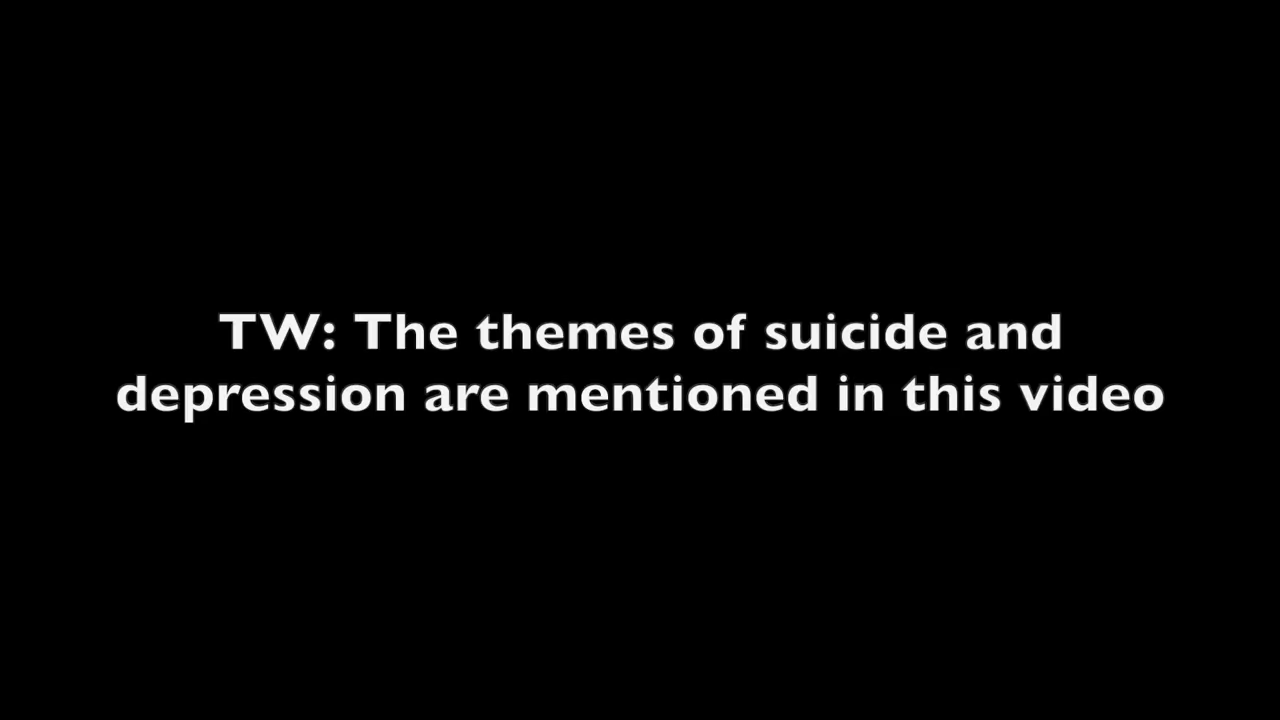 TW: The themes of suicide and
depression are mentioned in this video